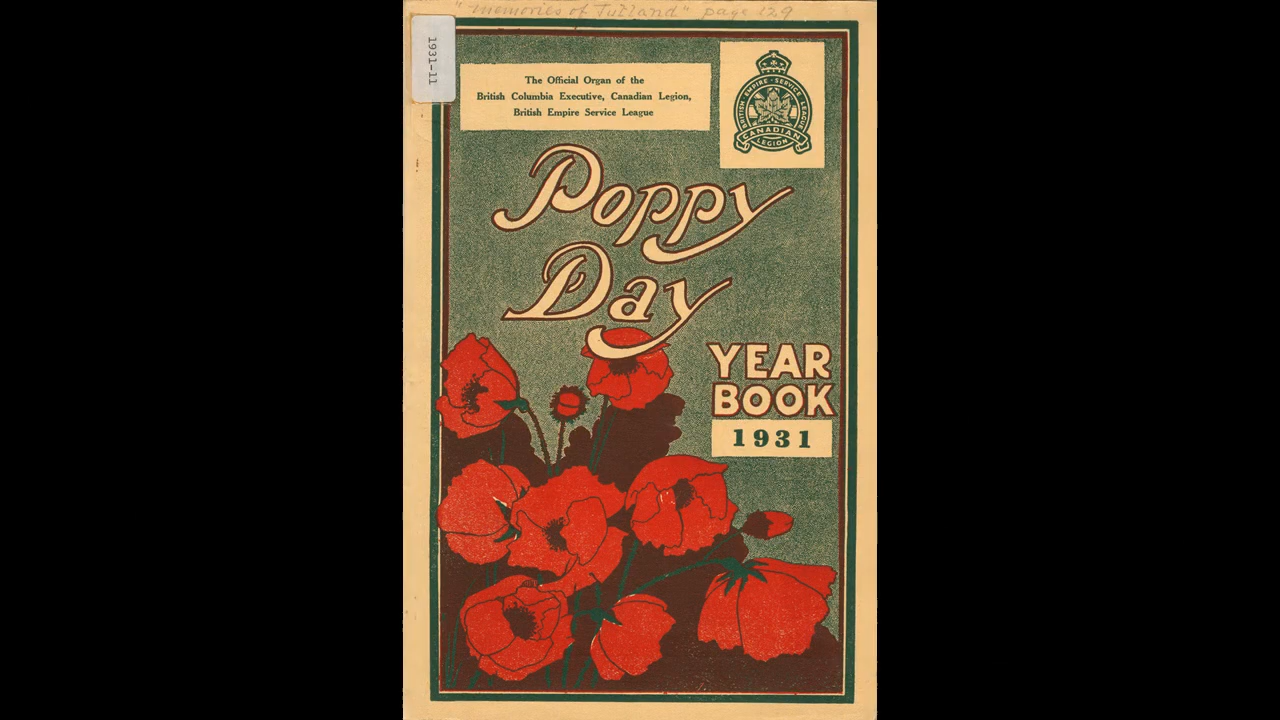 "memories of Jutland" page 129
1931-11
The Official Organ of the
British Columbia Executive, Canadian Legion,
British Empire Service League
BRITISH EMPIRE SERVICE LEAGUE
CANADIAN
LEGION
Poppy
Day
YEAR
BOOK
1931